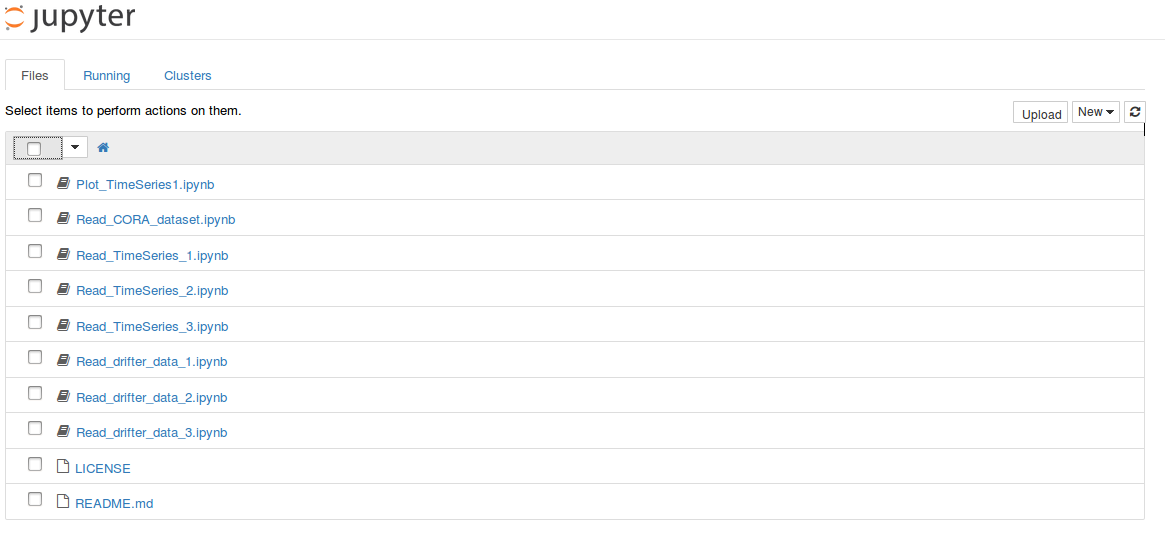 jupyter
Files Running Clusters
Select items to perform actions on them.
Upload New
Plot_TimeSeries1.ipynb
Read_CORA_dataset.ipynb
Read_TimeSeries_1.ipynb
Read_TimeSeries_2.ipynb
Read_TimeSeries_3.ipynb
Read_drifter_data_1.ipynb
Read_drifter_data_2.ipynb
Read_drifter_data_3.ipynb
LICENSE
README.md